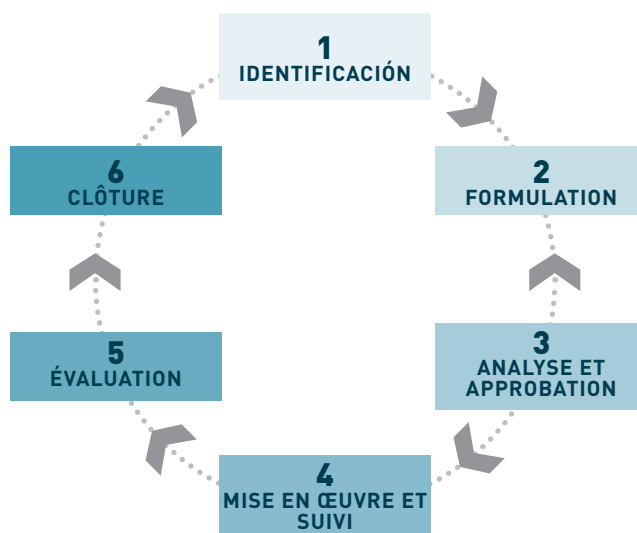 1
IDENTIFICACIÓN
2
FORMULATION
3
ANALYSE ET
APPROBATION
4
MISE EN ŒUVRE ET
SUIVI
5
ÉVALUATION
6
CLÔTURE